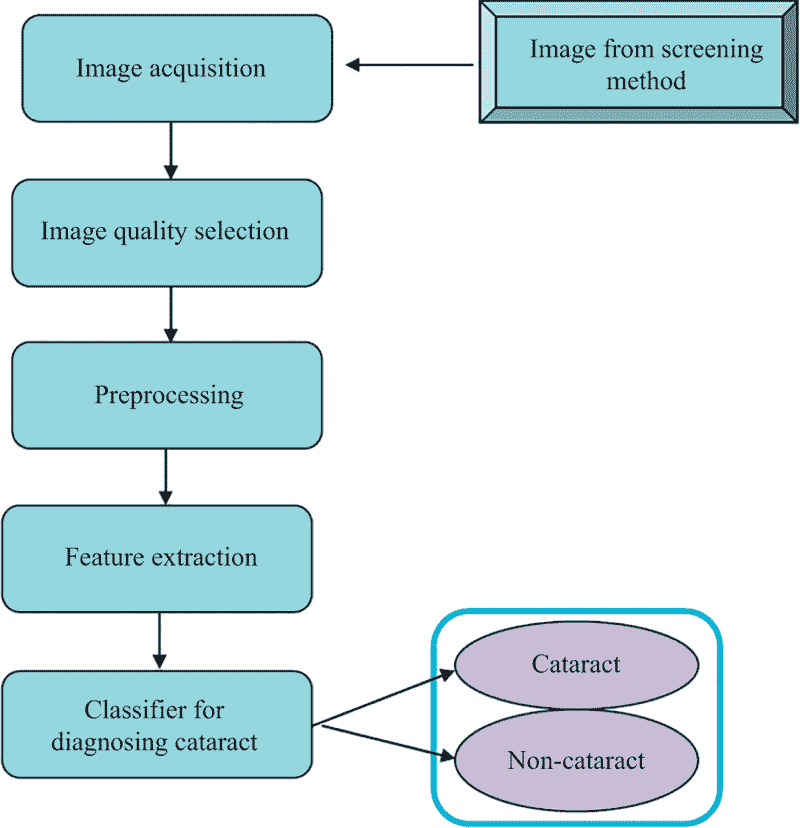 Image acquisition
Image from screening
method
Image quality selection
Preprocessing
Feature extraction
Classifier for
diagnosing cataract
Cataract
Non-cataract